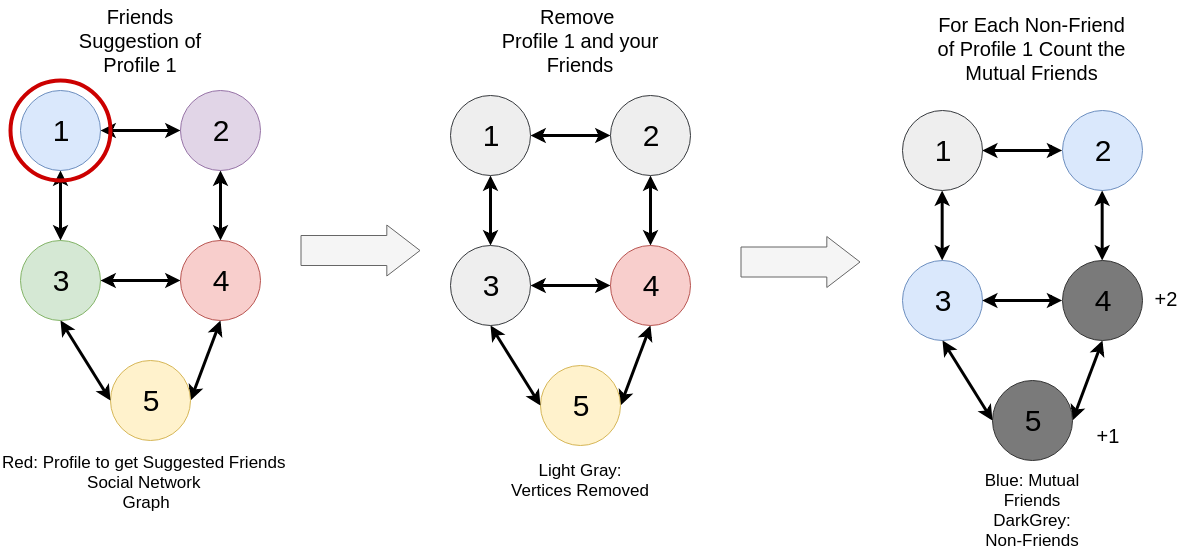 Friends
Suggestion of
Profile 1
1
2
3
4
5
Red: Profile to get Suggested Friends
Social Network
Graph
Remove
Profile 1 and your
Friends
1
2
3
4
5
Light Gray:
Vertices Removed
For Each Non-Friend
of Profile 1 Count the
Mutual Friends
1
2
3
4
+2
5
+1
Blue: Mutual
Friends
DarkGrey:
Non-Friends